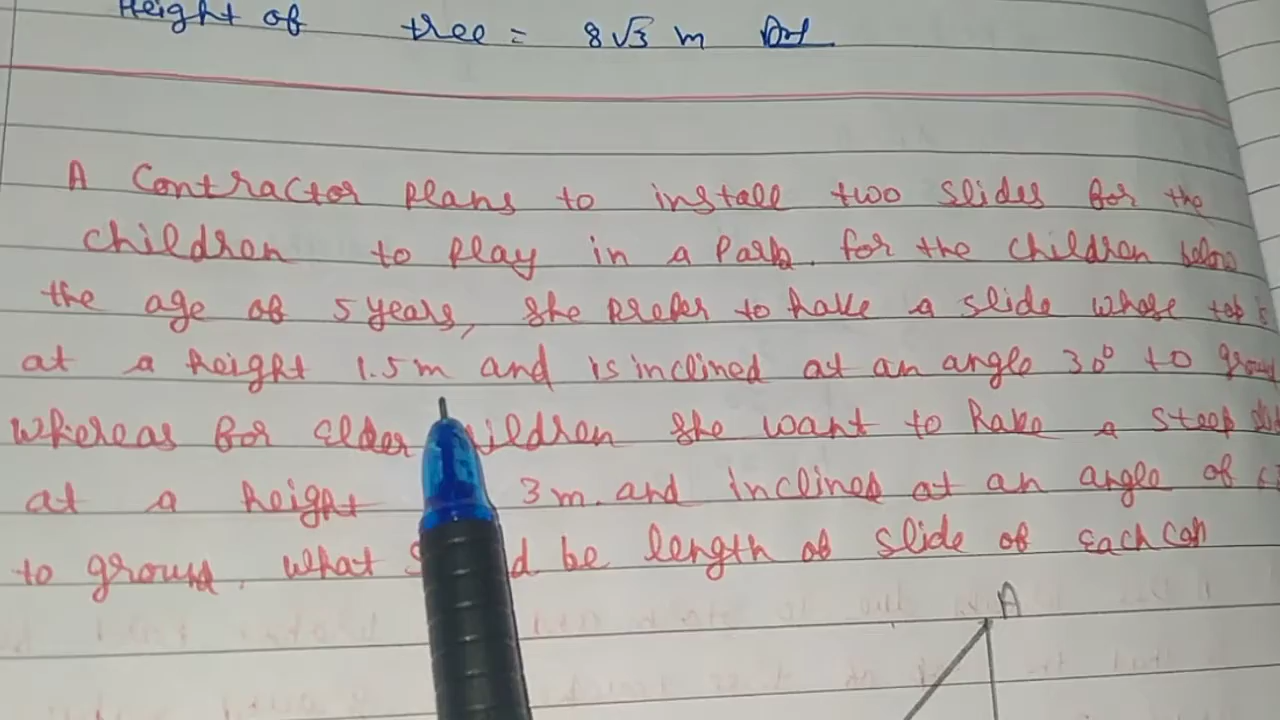 Height of tree = 8√3 m Ans
A Contractor plans to install two slides for the
children to play in a Park. for the children below
the age of 5 years, she prefer to have a slide whose top is
at a height 1.5 m and is inclined at an angle 30° to ground
whereas for elder children she want to have a steep
at a height 3 m. and inclined at an angle of
to ground. What be length of slide of each
A